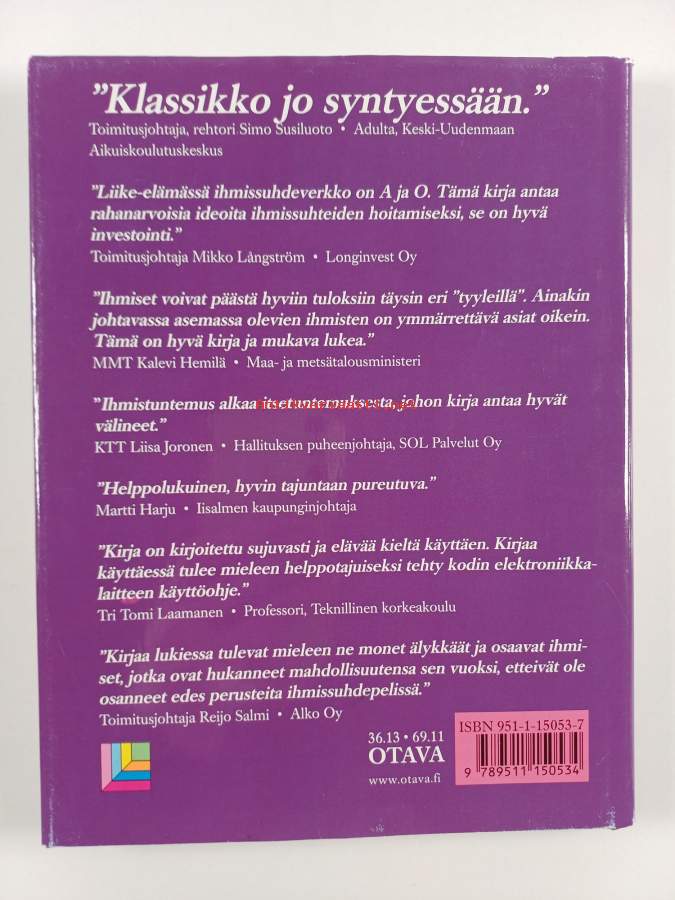 "Klassikko jo syntyessään."
Toimitusjohtaja, rehtori Simo Susiluoto • Adulta, Keski-Uudenmaan
Aikuiskoulutuskeskus
"Liike-elämässä ihmissuhdeverkko on A ja O. Tämä kirja antaa
rahanarvoisia ideoita ihmissuhteiden hoitamiseksi, se on hyvä
investointi."
Toimitusjohtaja Mikko Långström • Longinvest Oy
"Ihmiset voivat päästä hyviin tuloksiin täysin eri "tyyleillä". Ainakin
johtavassa asemassa olevien ihmisten on ymmärrettävä asiat oikein.
Tämä on hyvä kirja ja mukava lukea."
MMT Kalevi Hemilä • Maa- ja metsätalousministeri
"Ihmistuntemus alkaa itsetuntemuksesta, johon kirja antaa hyvät
välineet."
KTT Liisa Joronen • Hallituksen puheenjohtaja, SOL Palvelut Oy
"Helppolukuinen, hyvin tajuntaan pureutuva."
Martti Harju • Iisalmen kaupunginjohtaja
"Kirja on kirjoitettu sujuvasti ja elävää kieltä käyttäen. Kirjaa
käyttäessä tulee mieleen helppotajuiseksi tehty kodin elektroniikka-
laitteen käyttöohje."
Tri Tomi Laamanen • Professori, Teknillinen korkeakoulu
"Kirjaa lukiessa tulevat mieleen ne monet älykkäät ja osaavat ihmi-
set, jotka ovat hukanneet mahdollisuutensa sen vuoksi, etteivät ole
osanneet edes perusteita ihmissuhdepelissä."
Toimitusjohtaja Reijo Salmi • Alko Oy
36.13 • 69.11
OTAVA
www.otava.fi
ISBN 951-1-15053-7
9 789511 150534